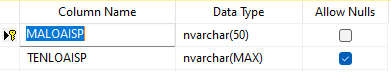 Column Name Data Type Allow Nulls
MALOAISP nvarchar(50)
TENLOAISP nvarchar(MAX)